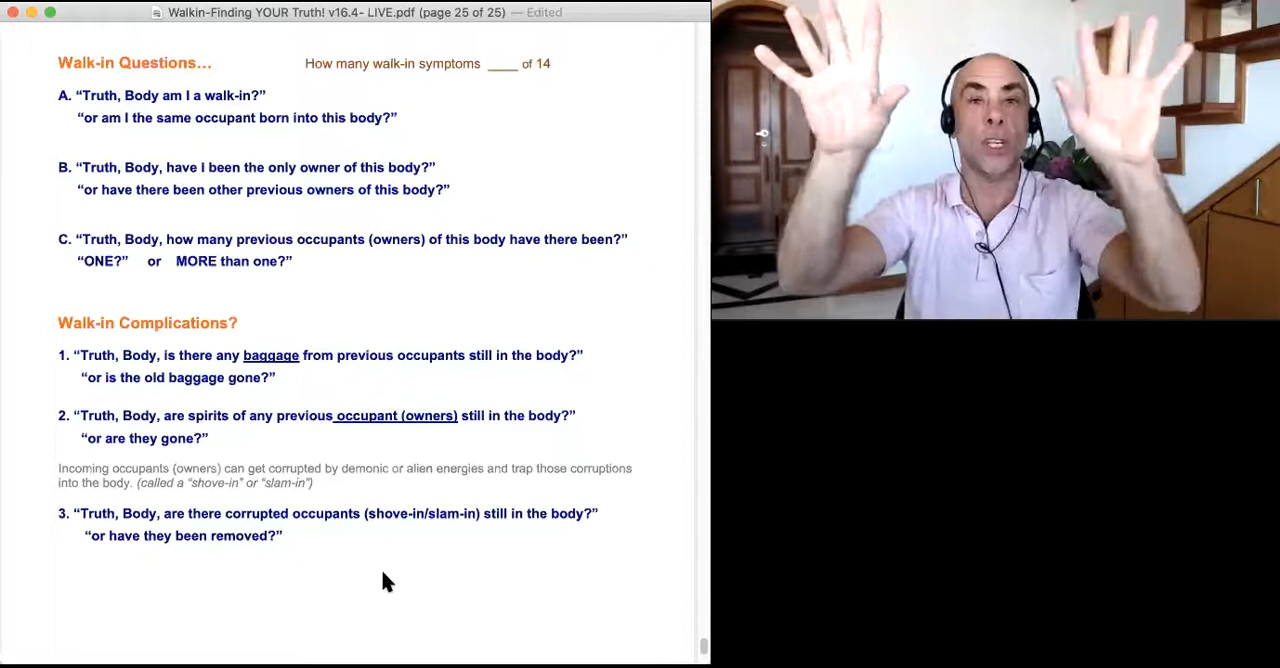 Walkin-Finding YOUR Truth! v16.4- LIVE.pdf (page 25 of 25) — Edited
Walk-in Questions… How many walk-in symptoms ____ of 14
A. “Truth, Body am I a walk-in?”
“or am I the same occupant born into this body?”
B. “Truth, Body, have I been the only owner of this body?”
“or have there been other previous owners of this body?”
C. “Truth, Body, how many previous occupants (owners) of this body have there been?”
“ONE?” or MORE than one?”
Walk-in Complications?
1. “Truth, Body, is there any baggage from previous occupants still in the body?”
“or is the old baggage gone?”
2. “Truth, Body, are spirits of any previous occupant (owners) still in the body?”
“or are they gone?”
Incoming occupants (owners) can get corrupted by demonic or alien energies and trap those corruptions
into the body. (called a “shove-in” or “slam-in”)
3. “Truth, Body, are there corrupted occupants (shove-in/slam-in) still in the body?”
“or have they been removed?”